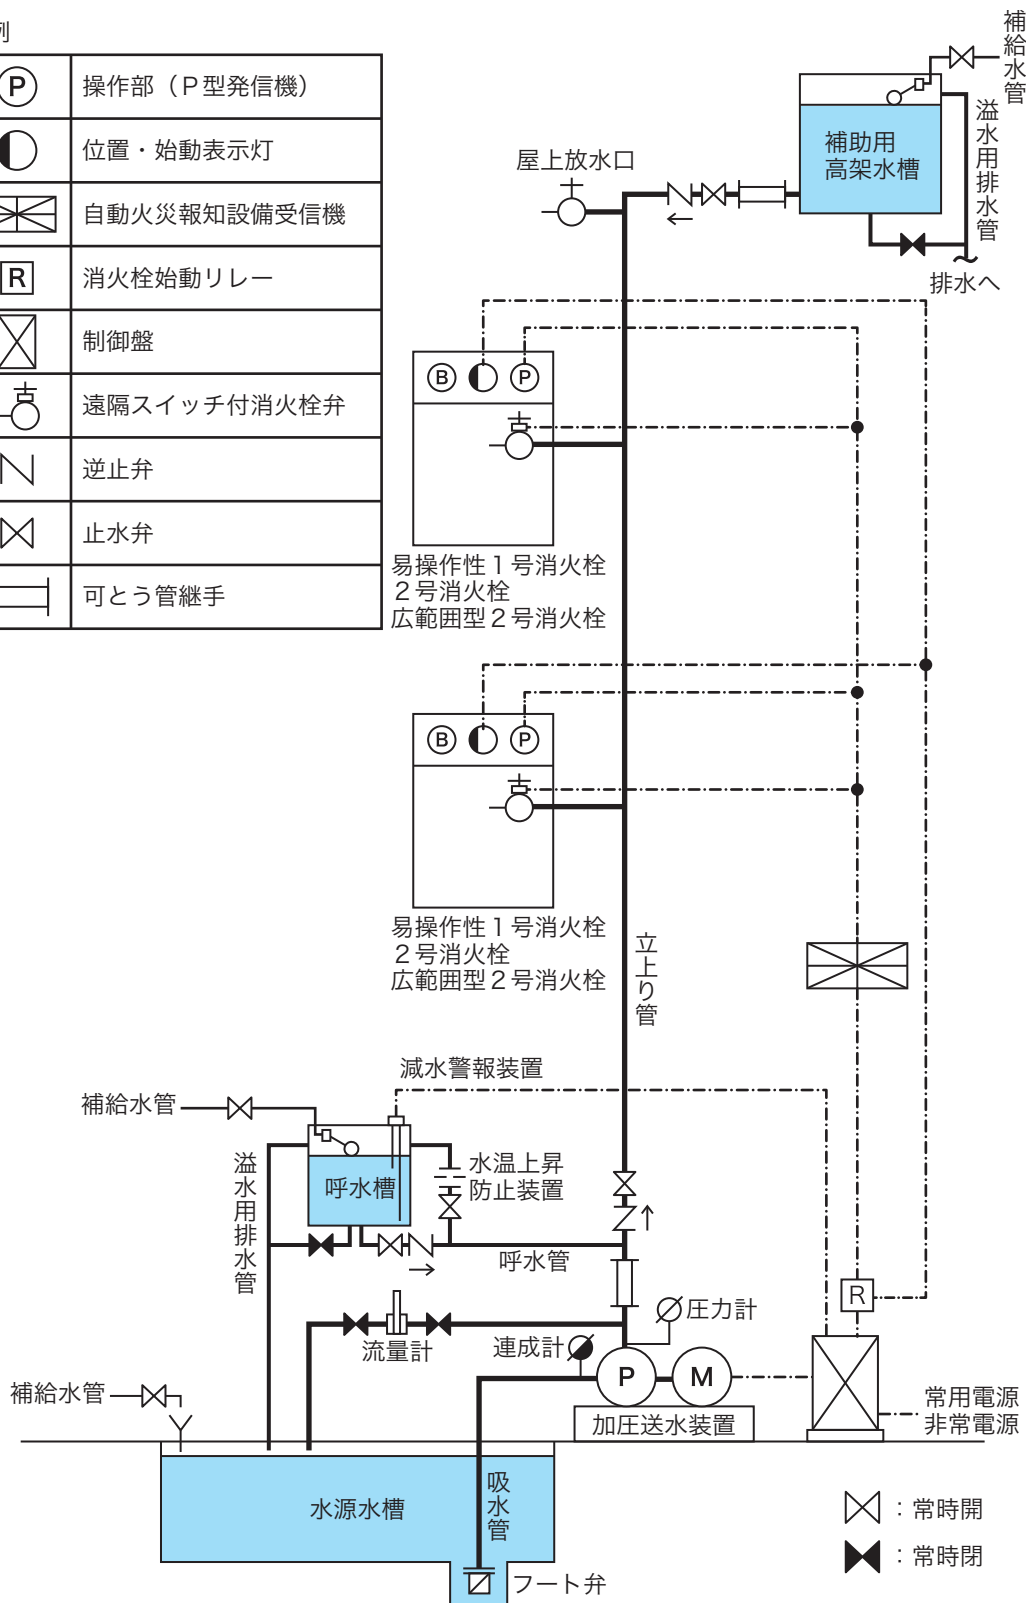 例
P 操作部（P型発信機）
位置・始動表示灯
自動火災報知設備受信機
R 消火栓始動リレー
制御盤
遠隔スイッチ付消火栓弁
逆止弁
止水弁
可とう管継手
補給水管
溢水用排水管
補助用
高架水槽
排水へ
屋上放水口
B P
易操作性1号消火栓
2号消火栓
広範囲型2号消火栓
B P
易操作性1号消火栓
2号消火栓
広範囲型2号消火栓
立上り管
減水警報装置
補給水管
呼水槽
溢水用排水管
水温上昇
防止装置
呼水管
流量計
連成計
圧力計
R
P M
加圧送水装置
常用電源
非常電源
補給水管
水源水槽
吸水管
フート弁
：常時開
：常時閉